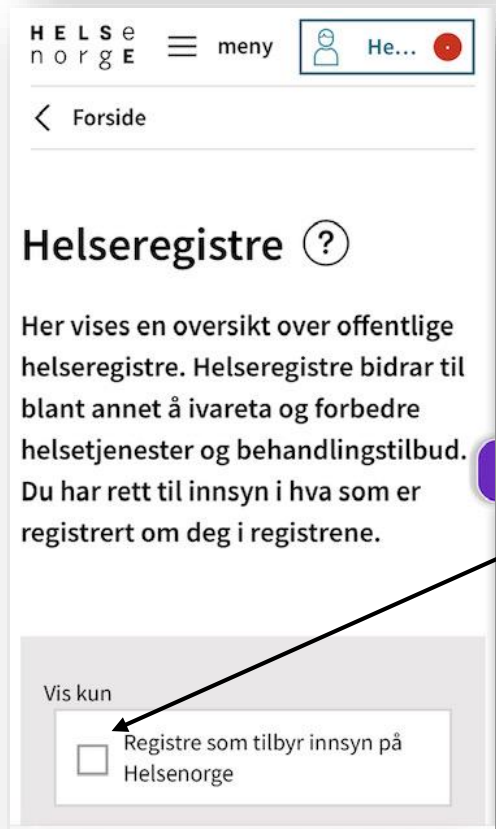 HELSe
norgE
meny
He...
Forside
Helseregistre ?
Her vises en oversikt over offentlige
helseregistre. Helseregistre bidrar til
blant annet å ivareta og forbedre
helsetjenester og behandlingstilbud.
Du har rett til innsyn i hva som er
registrert om deg i registrene.
Vis kun
Registre som tilbyr innsyn på
Helsenorge